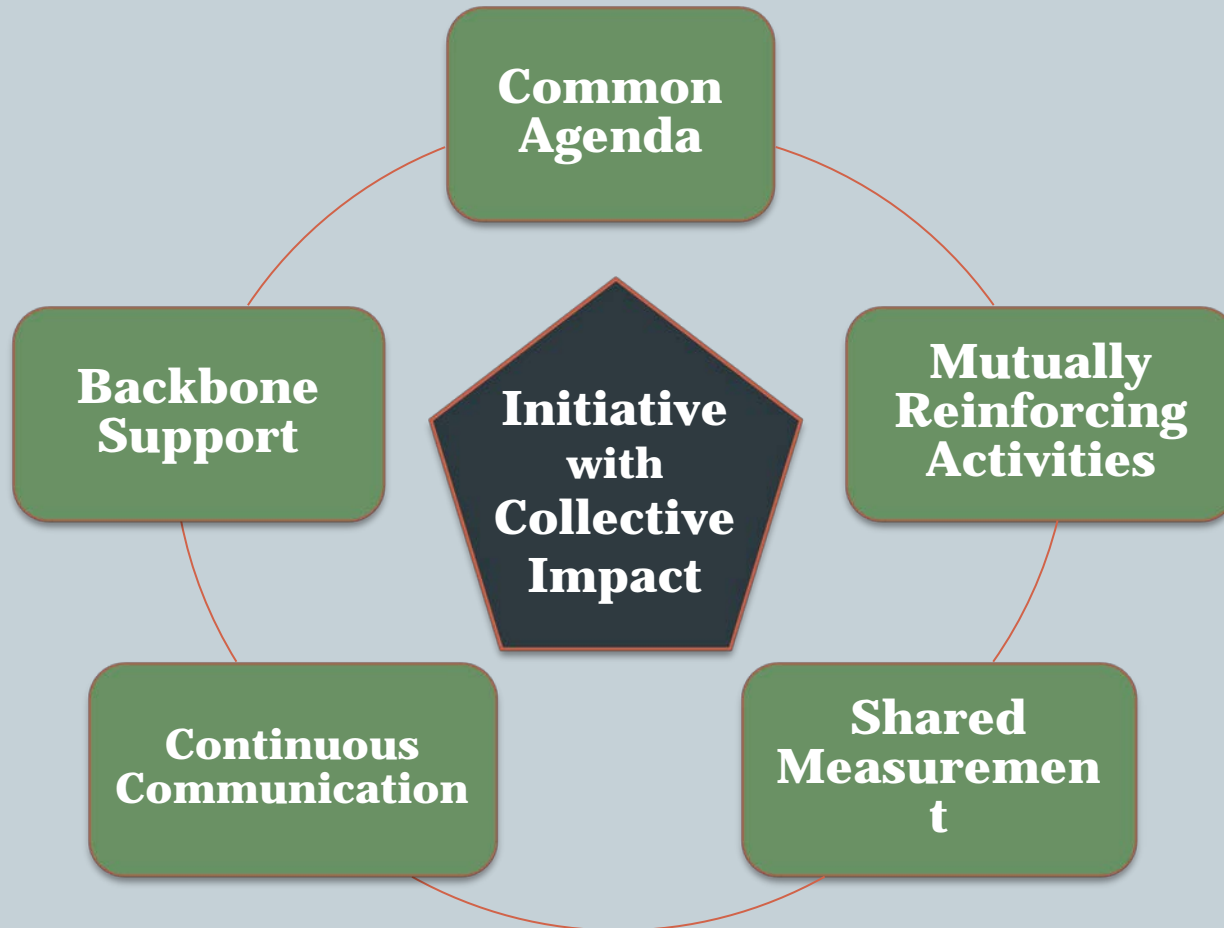 Common
Agenda
Backbone
Support
Initiative
with
Collective
Impact
Mutually
Reinforcing
Activities
Continuous
Communication
Shared
Measuremen
t